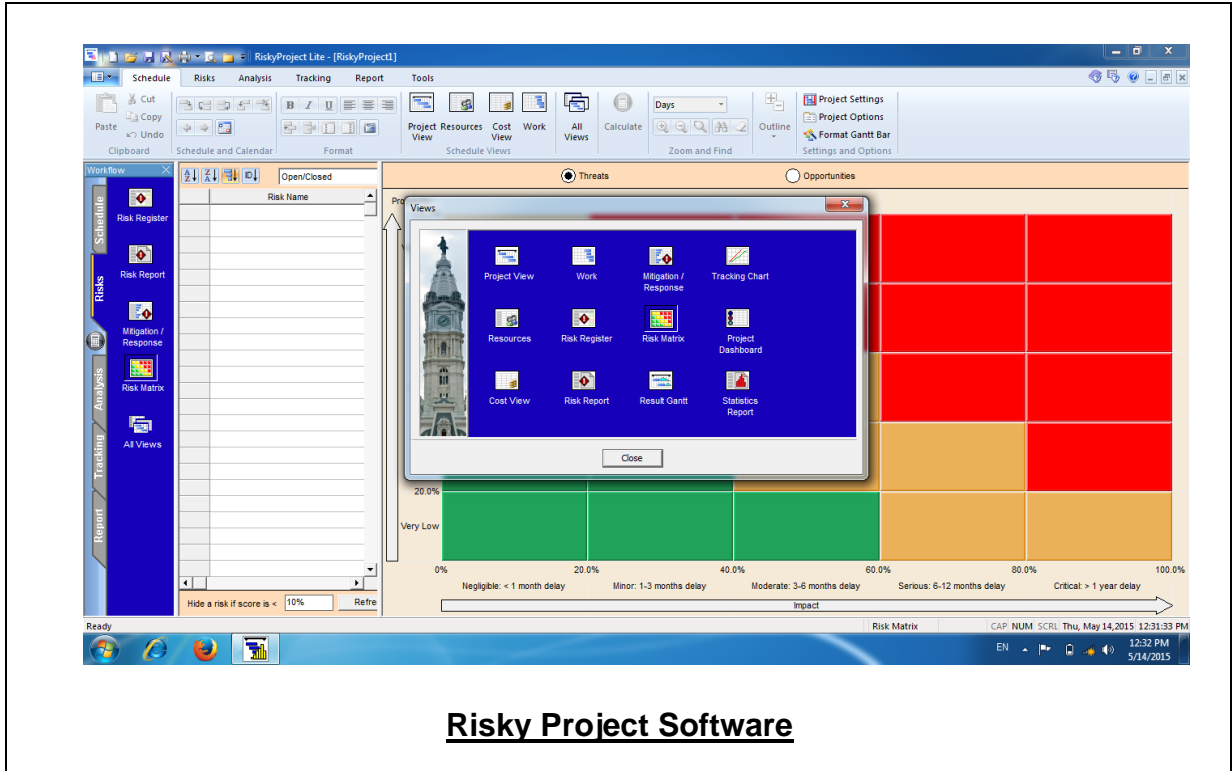 RiskyProject Lite - [RiskyProject1]
Schedule Risks Analysis Tracking Report Tools
Cut
Copy
Paste
Undo
Clipboard
Schedule and Calendar
B I U
Format
Project View
Resources
Cost View
Work
Schedule Views
All Views
Calculate
Days
Zoom and Find
Outline
Project Settings
Project Options
Format Gantt Bar
Settings and Options
Workflow
Schedule
Risks
Analysis
Tracking
Report
Risk Register
Risk Report
Mitigation /
Response
Risk Matrix
All Views
Open/Closed
Risk Name
Hide a risk if score is < 10% Refre
Threats Opportunities
Views
Project View Work Mitigation / Response Tracking Chart
Resources Risk Register Risk Matrix Project Dashboard
Cost View Risk Report Result Gantt Statistics Report
Close
20.0%
Very Low
0% 20.0% 40.0% 60.0% 80.0% 100.0%
Negligible: < 1 month delay Minor: 1-3 months delay Moderate: 3-6 months delay Serious: 6-12 months delay Critical: > 1 year delay
Impact
Ready Risk Matrix CAP NUM SCRL Thu, May 14,2015 12:31:33 PM
EN 12:32 PM
5/14/2015
Risky Project Software